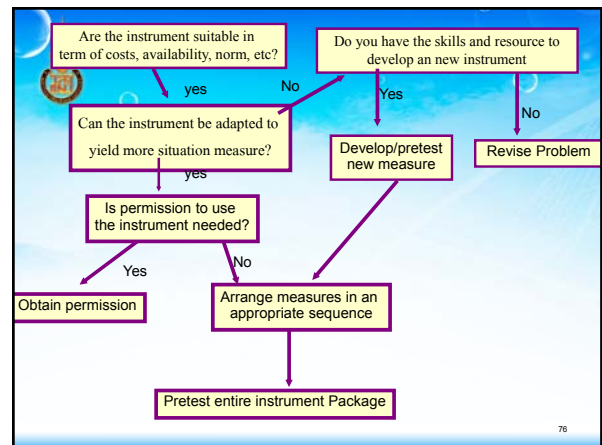 Are the instrument suitable in
term of costs, availability, norm, etc?
Do you have the skills and resource to
develop an new instrument
yes
No
Yes
No
Can the instrument be adapted to
yield more situation measure?
Develop/pretest
new measure
Revise Problem
yes
Is permission to use
the instrument needed?
Yes
No
Obtain permission
Arrange measures in an
appropriate sequence
Pretest entire instrument Package
76